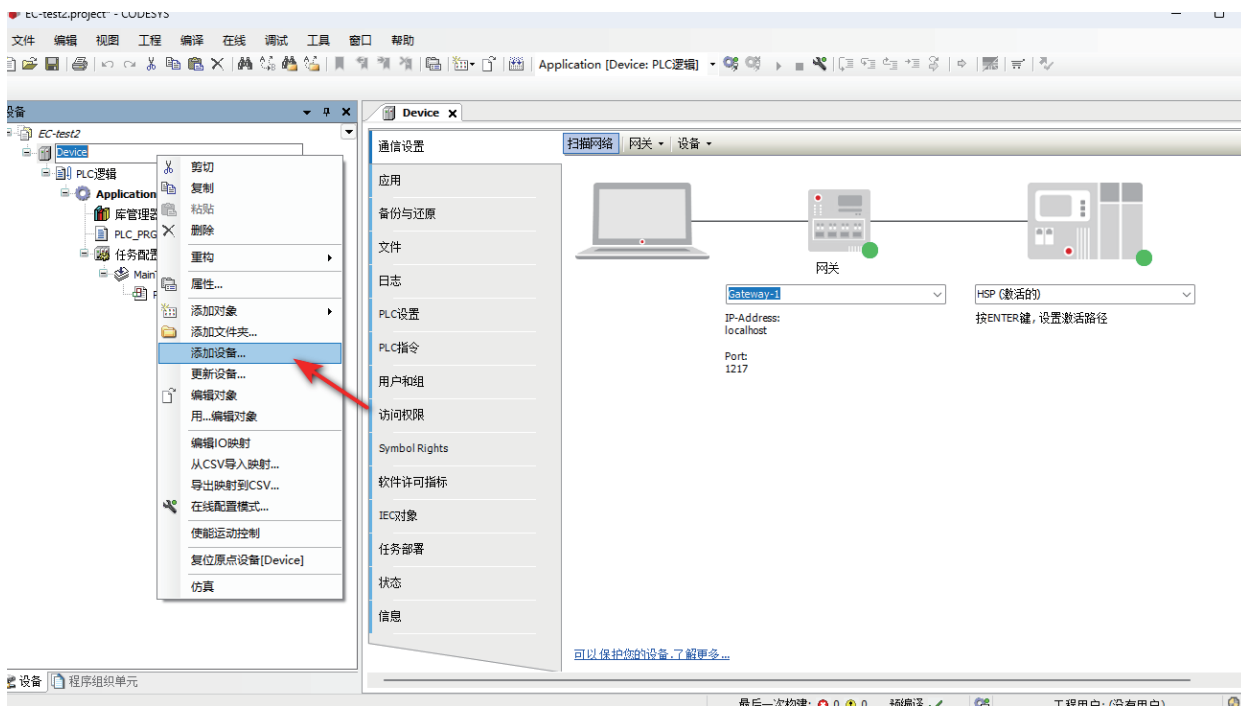 EC-test2.project* - CODESYS
文件 编辑 视图 工程 编译 在线 调试 工具 窗口 帮助
Application [Device: PLC逻辑]
设备
Device
EC-test2
Device
PLC逻辑
Application
库管理器
PLC_PRG
任务配置
剪切
复制
粘贴
删除
重构
属性...
添加对象
添加文件夹...
添加设备...
更新设备...
编辑对象
用...编辑对象
编辑IO映射
从CSV导入映射...
导出映射到CSV...
在线配置模式...
使能运动控制
复位原点设备[Device]
仿真
通信设置
应用
备份与还原
文件
日志
PLC设置
PLC指令
用户和组
访问权限
Symbol Rights
软件许可指标
IEC对象
任务部署
状态
信息
扫描网络 网关 设备
网关
Gateway-1
HSP (激活的)
IP-Address:
localhost
按ENTER键, 设置激活路径
Port:
1217
可以保护您的设备.了解更多...
设备 程序组织单元
最后一次构建: 0 0 预编译 工程用户: (没有用户)